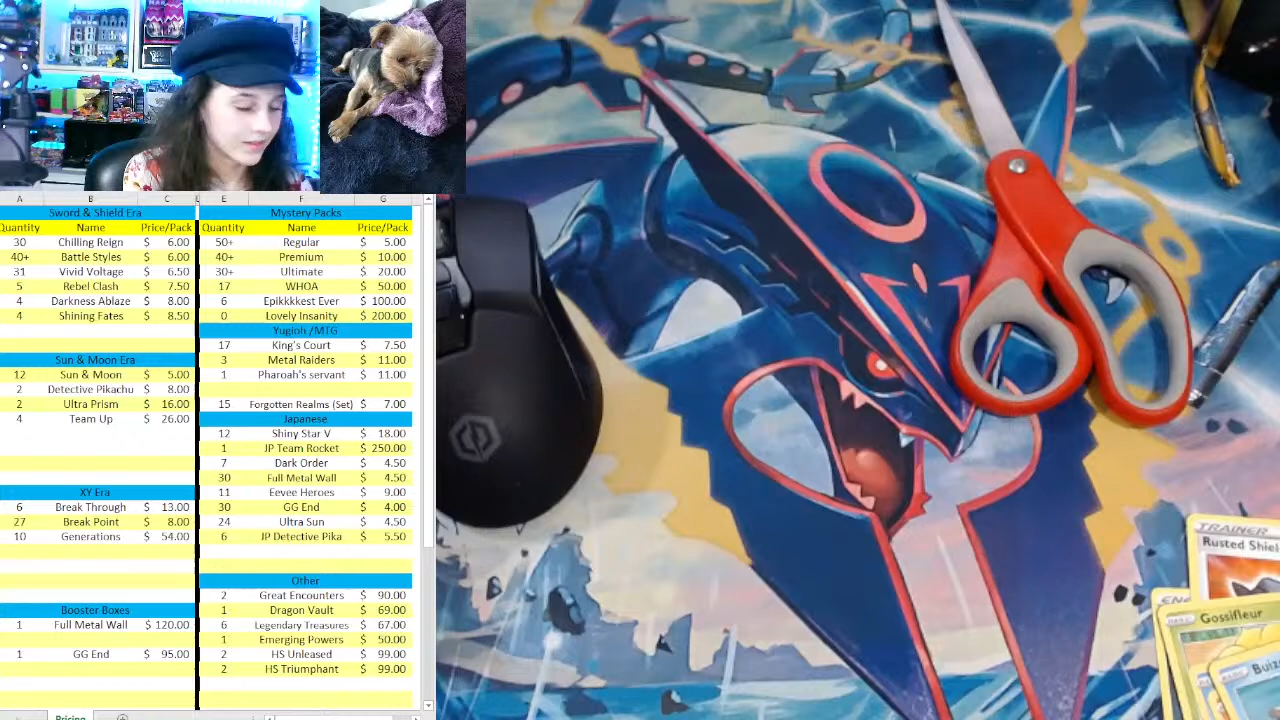 A B C E F G
Sword & Shield Era
Quantity Name Price/Pack
30 Chilling Reign $ 6.00
40+ Battle Styles $ 6.00
31 Vivid Voltage $ 6.50
5 Rebel Clash $ 7.50
4 Darkness Ablaze $ 8.00
4 Shining Fates $ 8.50
Sun & Moon Era
12 Sun & Moon $ 5.00
2 Detective Pikachu $ 8.00
2 Ultra Prism $ 16.00
4 Team Up $ 26.00
XY Era
6 Break Through $ 13.00
27 Break Point $ 8.00
10 Generations $ 54.00
Booster Boxes
1 Full Metal Wall $ 120.00
1 GG End $ 95.00
Mystery Packs
Quantity Name Price/Pack
50+ Regular $ 5.00
40+ Premium $ 10.00
30+ Ultimate $ 20.00
17 WHOA $ 50.00
6 Epikkkkest Ever $ 100.00
0 Lovely Insanity $ 200.00
Yugioh /MTG
17 King's Court $ 7.50
3 Metal Raiders $ 11.00
1 Pharoah's servant $ 11.00
15 Forgotten Realms (Set) $ 7.00
Japanese
12 Shiny Star V $ 18.00
1 JP Team Rocket $ 250.00
7 Dark Order $ 4.50
30 Full Metal Wall $ 4.50
11 Eevee Heroes $ 9.00
30 GG End $ 4.00
24 Ultra Sun $ 4.50
6 JP Detective Pika $ 5.50
Other
2 Great Encounters $ 90.00
1 Dragon Vault $ 69.00
6 Legendary Treasures $ 67.00
1 Emerging Powers $ 50.00
2 HS Unleased $ 99.00
2 HS Triumphant $ 99.00
Pricing
TRAINER
Rusted Shiel
BASIC Gossifleur
BASIC Buiz